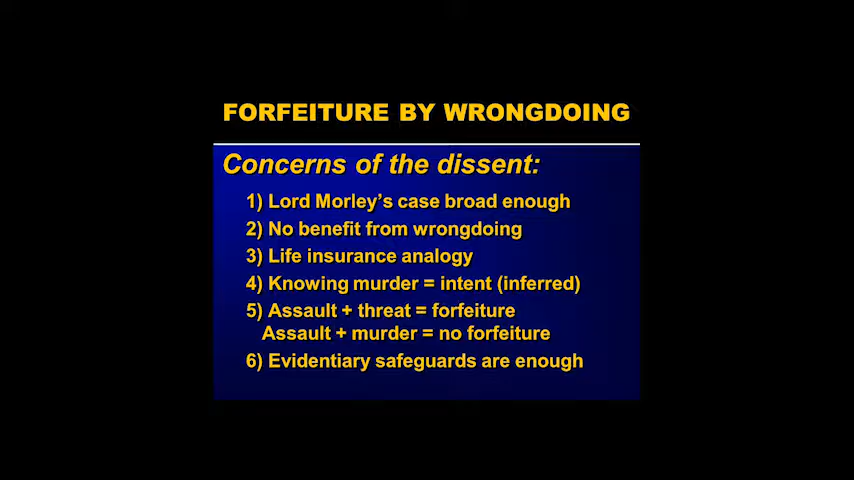 FORFEITURE BY WRONGDOING
Concerns of the dissent:
1) Lord Morley's case broad enough
2) No benefit from wrongdoing
3) Life insurance analogy
4) Knowing murder = intent (inferred)
5) Assault + threat = forfeiture
Assault + murder = no forfeiture
6) Evidentiary safeguards are enough